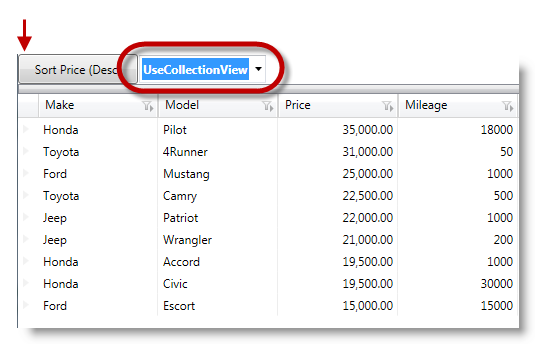 Sort Price (Desc UseCollectionView
Make Model Price Mileage
Honda Pilot 35,000.00 18000
Toyota 4Runner 31,000.00 50
Ford Mustang 25,000.00 1000
Toyota Camry 22,500.00 500
Jeep Patriot 22,000.00 1000
Jeep Wrangler 21,000.00 200
Honda Accord 19,500.00 1000
Honda Civic 19,500.00 30000
Ford Escort 15,000.00 15000